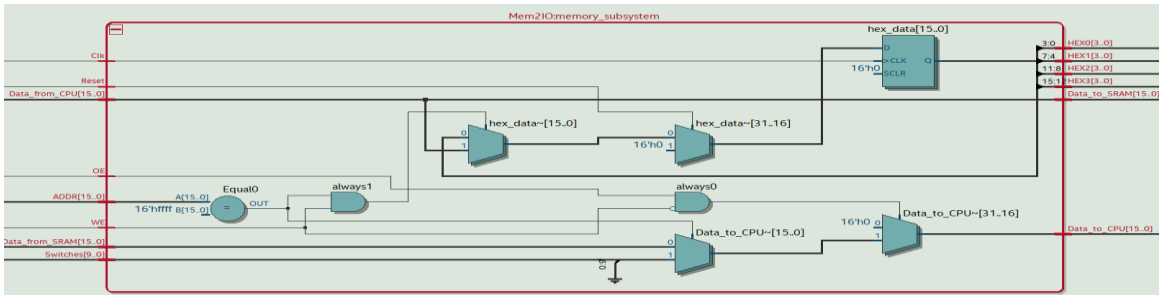 Mem2IO:memory_subsystem
hex_data[15..0]
Clk
D
> CLK Q
16'h0 SCLR
3:0 HEX0[3..0]
7:4 HEX1[3..0]
11:8 HEX2[3..0]
15:12 HEX3[3..0]
Reset
Data_from_CPU[15..0]
Data_to_SRAM[15..0]
hex_data~[15..0]
hex_data~[31..16]
0
1
0
16'h0 1
OE
Equal0
always1
always0
ADDR[15..0]
A[15..0]
= OUT
16'hffff B[15..0]
WE
Data_to_CPU~[31..16]
16'h0 0
1
Data_to_CPU~[15..0]
Data_to_CPU[15..0]
Data_from_SRAM[15..0]
0
Switches[9..0]
1